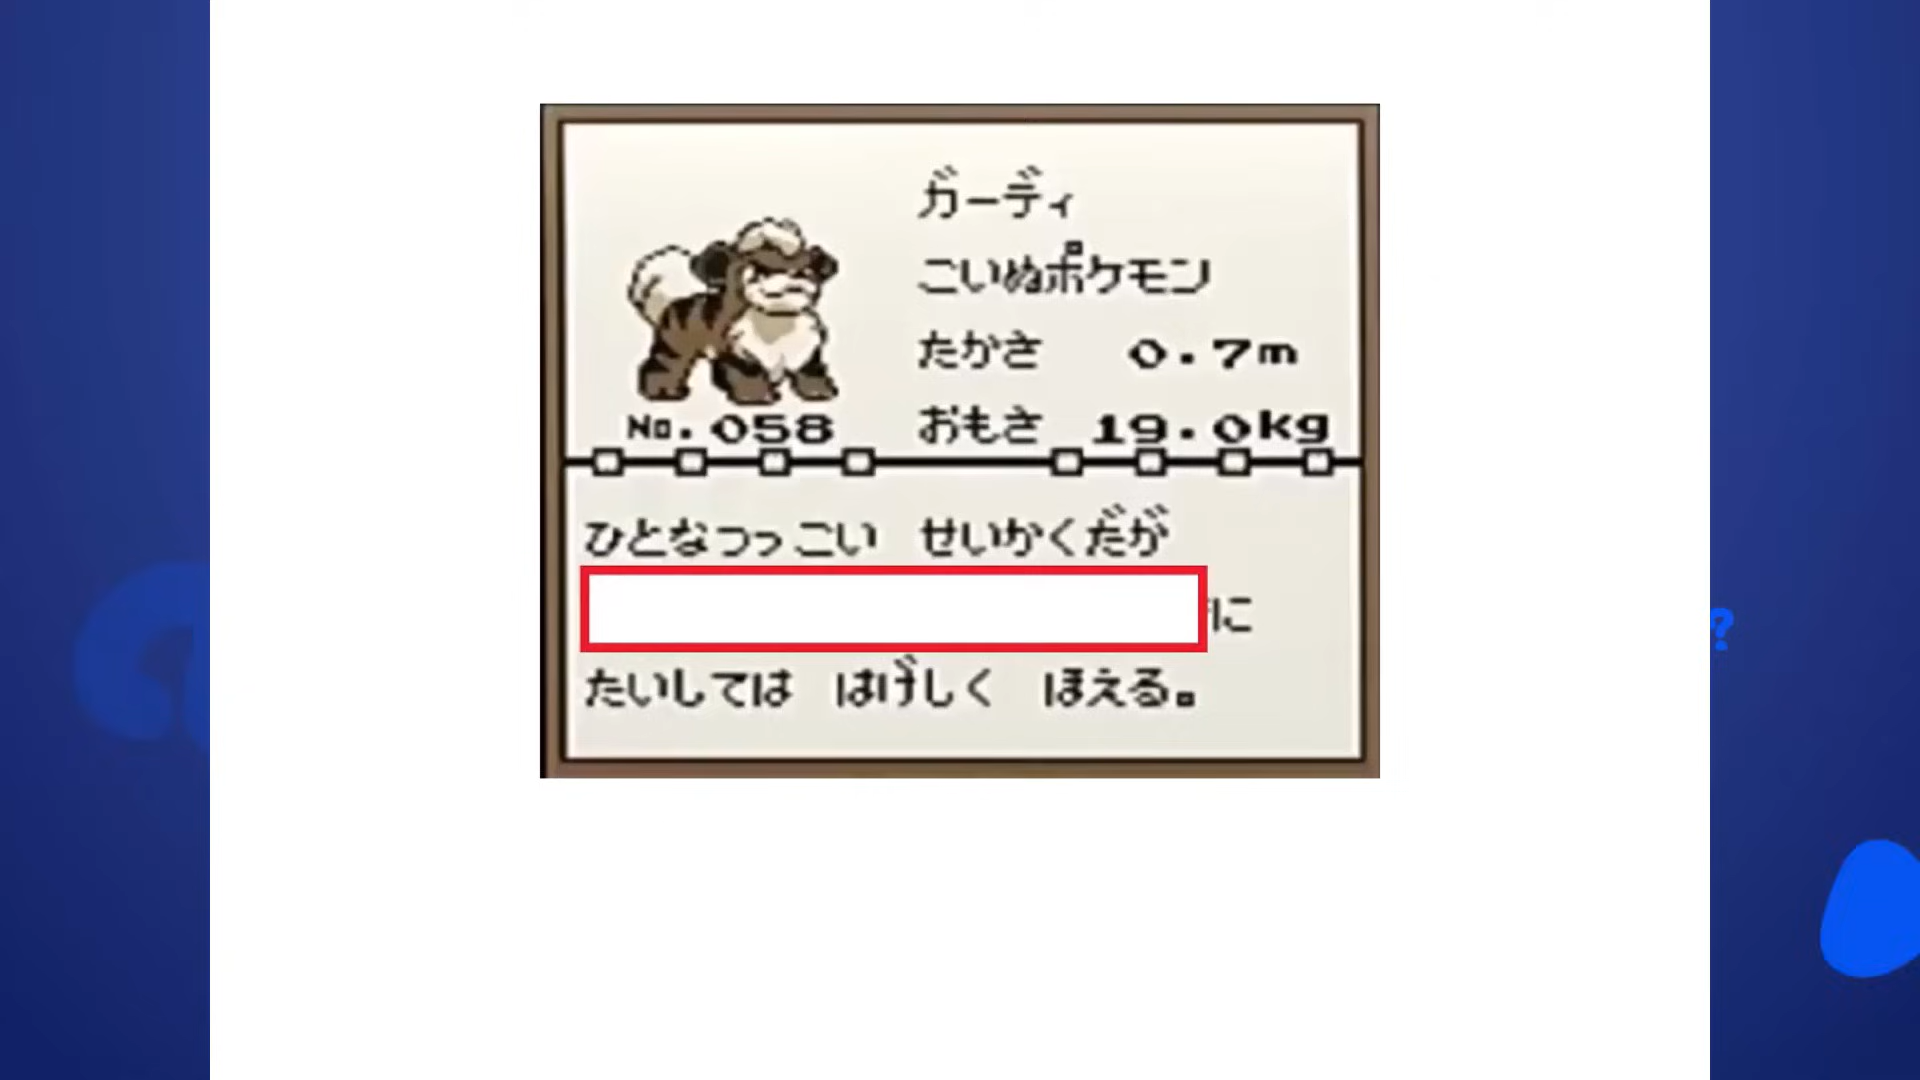 ガーディ
こいぬポケモン
たかさ 0.7m
No.058 おもさ 19.0kg
ひとなつっこい せいかくだが
に
たいしては はげしく ほえる。
?